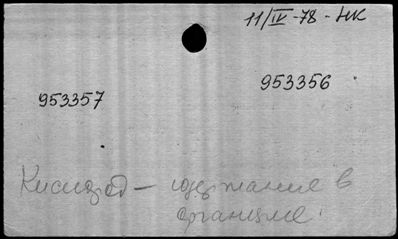 11/IV-78-НК
953356
953357
Кислород - содержание в
организме.